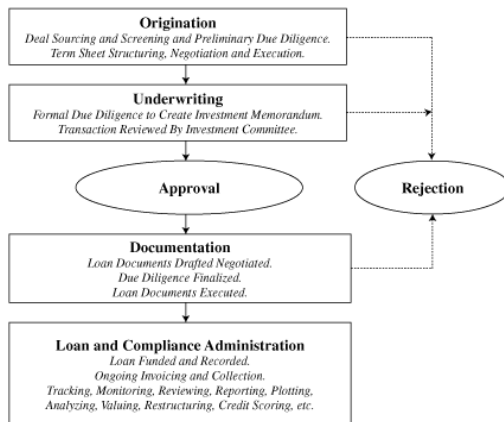 Origination
Deal Sourcing and Screening and Preliminary Due Diligence.
Term Sheet Structuring, Negotiation and Execution.
Underwriting
Formal Due Diligence to Create Investment Memorandum.
Transaction Reviewed By Investment Committee.
Approval
Rejection
Documentation
Loan Documents Drafted Negotiated.
Due Diligence Finalized.
Loan Documents Executed.
Loan and Compliance Administration
Loan Funded and Recorded.
Ongoing Invoicing and Collection.
Tracking, Monitoring, Reviewing, Reporting, Plotting,
Analyzing, Valuing, Restructuring, Credit Scoring, etc.